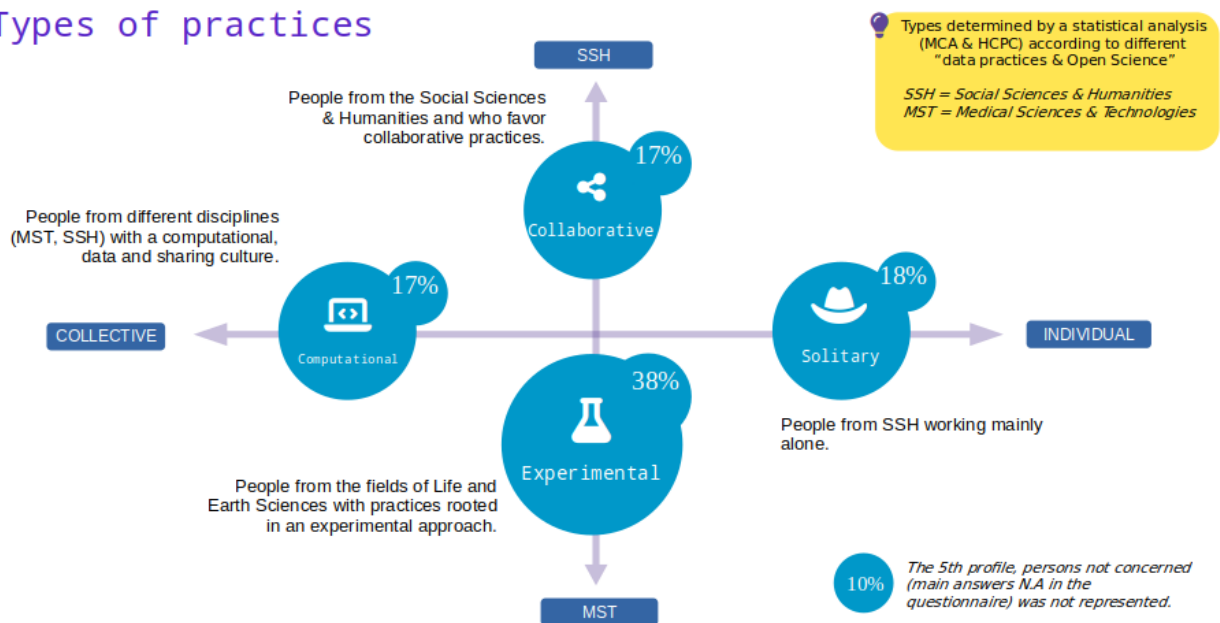 Types of practices
Types determined by a statistical analysis
(MCA & HCPC) according to different
“data practices & Open Science”
SSH = Social Sciences & Humanities
MST = Medical Sciences & Technologies
SSH
People from the Social Sciences
& Humanities and who favor
collaborative practices.
17%
Collaborative
People from different disciplines
(MST, SSH) with a computational,
data and sharing culture.
17%
Computational
18%
Solitary
COLLECTIVE
INDIVIDUAL
38%
Experimental
People from SSH working mainly
alone.
People from the fields of Life and
Earth Sciences with practices rooted
in an experimental approach.
MST
10%
The 5th profile, persons not concerned
(main answers N.A in the
questionnaire) was not represented.